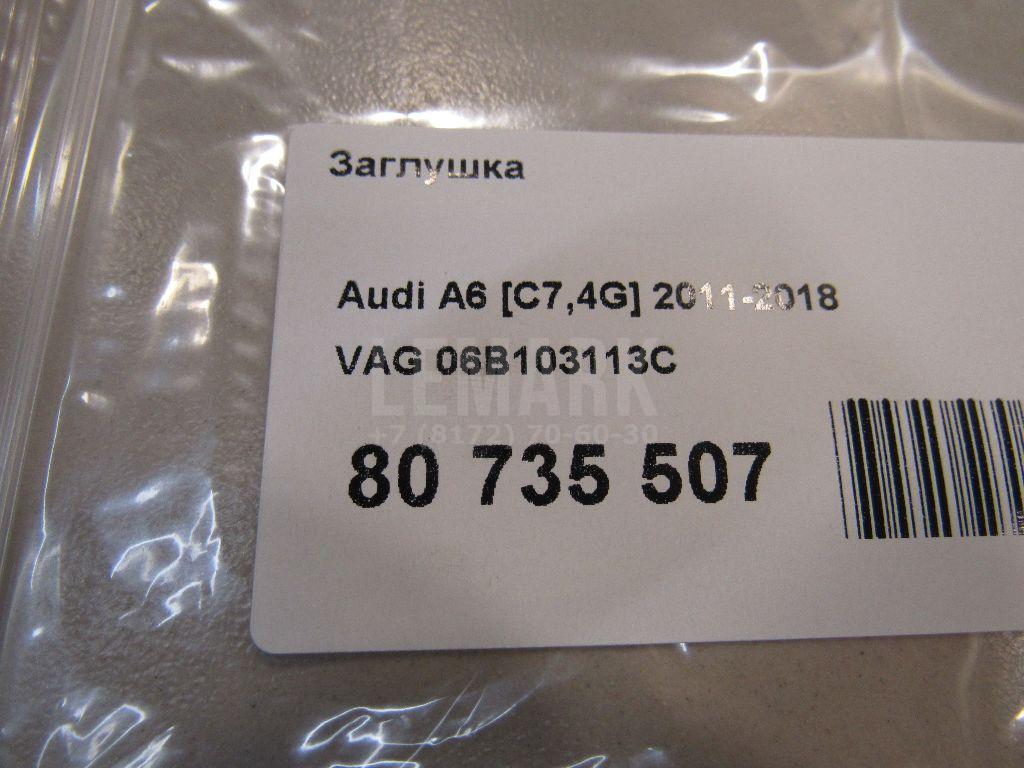 Заглушка
Audi A6 [C7,4G] 2011-2018
VAG 06B103113C
LEMARK
+7 (8172) 70-60-30
80 735 507